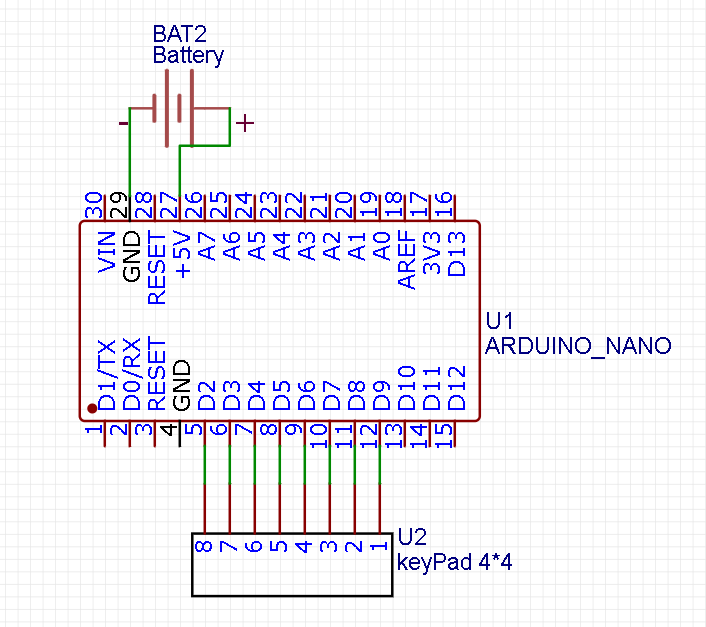 BAT2
Battery
- +
30 29 28 27 26 25 24 23 22 21 20 19 18 17 16
VIN GND RESET +5V A7 A6 A5 A4 A3 A2 A1 A0 AREF 3V3 D13
U1
ARDUINO_NANO
D1/TX D0/RX RESET GND D2 D3 D4 D5 D6 D7 D8 D9 D10 D11 D12
1 2 3 4 5 6 7 8 9 10 11 12 13 14 15
U2
8 7 6 5 4 3 2 1
keyPad 4*4